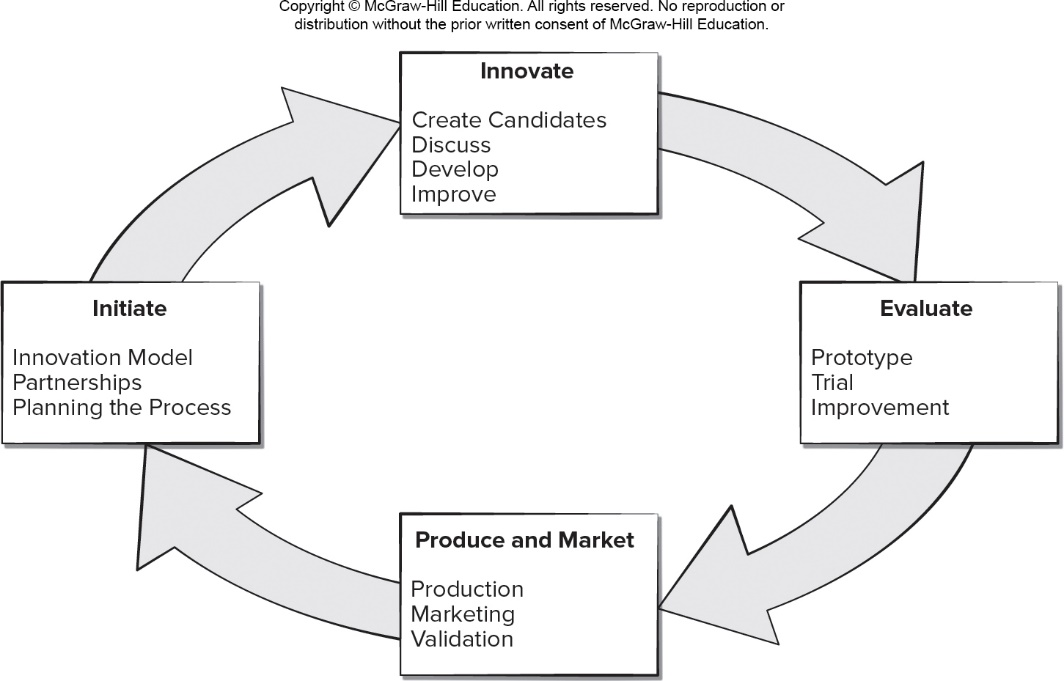 Copyright © McGraw-Hill Education. All rights reserved. No reproduction or
distribution without the prior written consent of McGraw-Hill Education.
Innovate
Create Candidates
Discuss
Develop
Improve
Initiate
Innovation Model
Partnerships
Planning the Process
Evaluate
Prototype
Trial
Improvement
Produce and Market
Production
Marketing
Validation